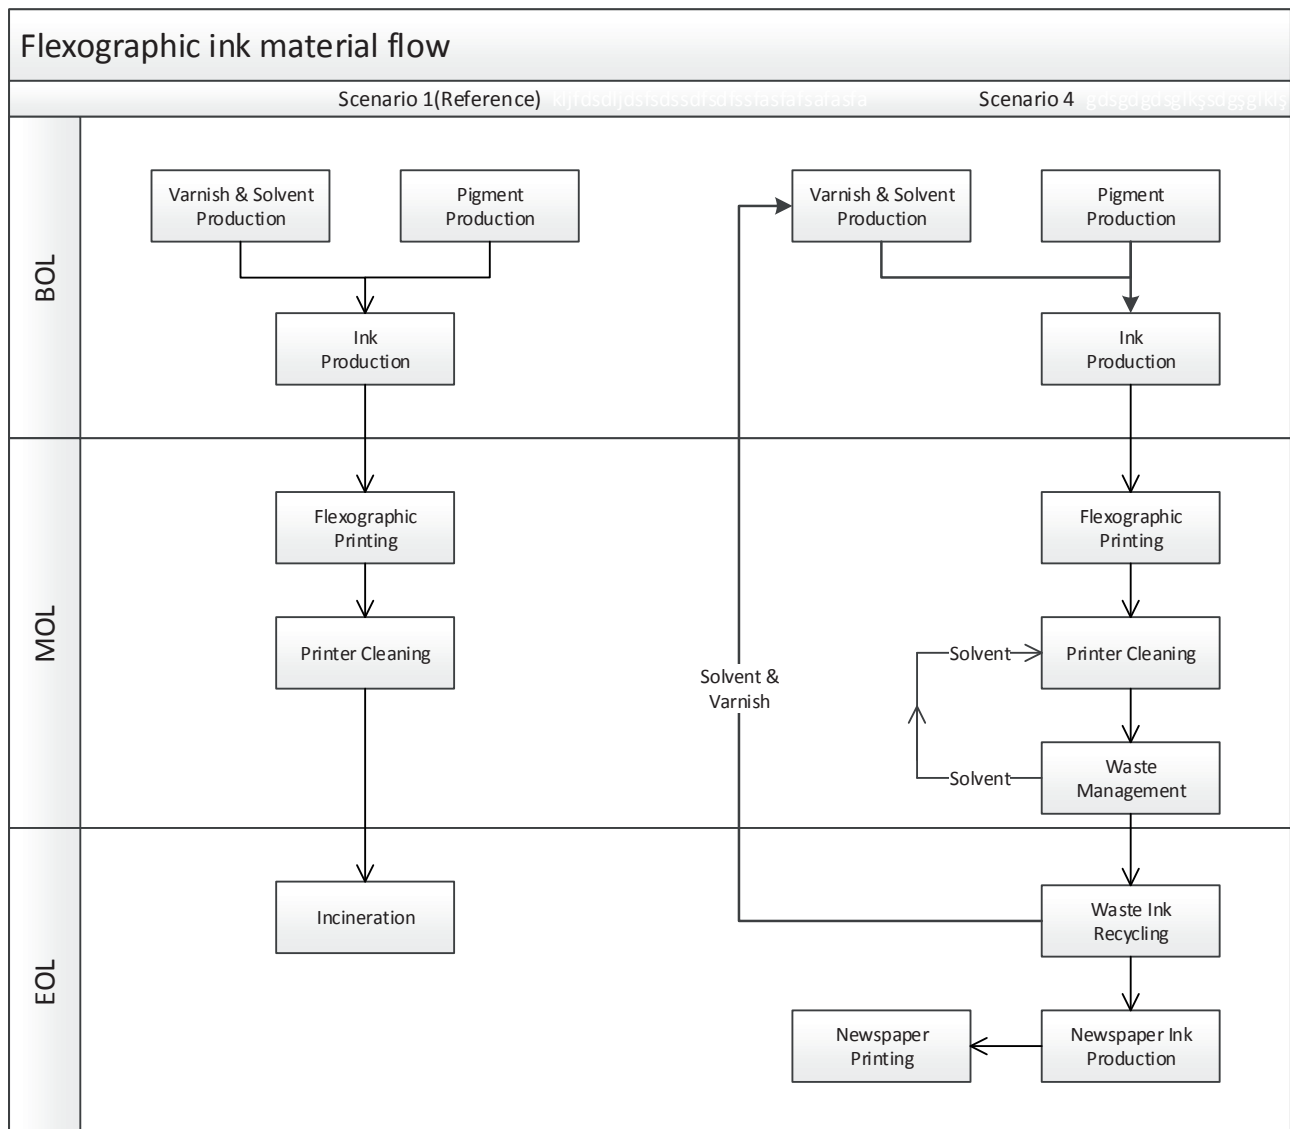 Flexographic ink material flow
Scenario 1(Reference)
Scenario 4
BOL
Varnish & Solvent
Production
Pigment
Production
Ink
Production
Varnish & Solvent
Production
Pigment
Production
Ink
Production
MOL
Flexographic
Printing
Printer Cleaning
Flexographic
Printing
Solvent
Printer Cleaning
Solvent &
Varnish
Solvent
Waste
Management
EOL
Incineration
Waste Ink
Recycling
Newspaper
Printing
Newspaper Ink
Production